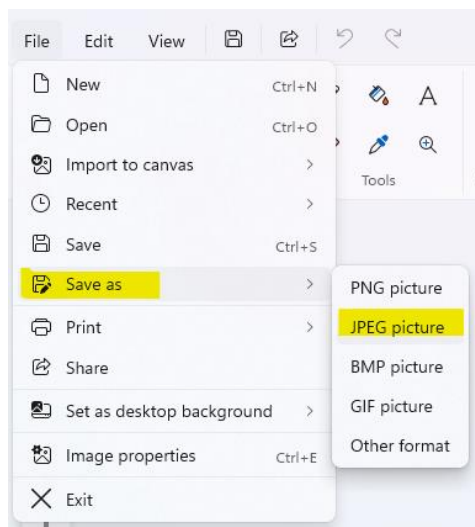 File Edit View
New Ctrl+N
Open Ctrl+O
Import to canvas
Recent
Save Ctrl+S
Save as
Print
Share
Set as desktop background
Image properties Ctrl+E
Exit
A
Tools
PNG picture
JPEG picture
BMP picture
GIF picture
Other format